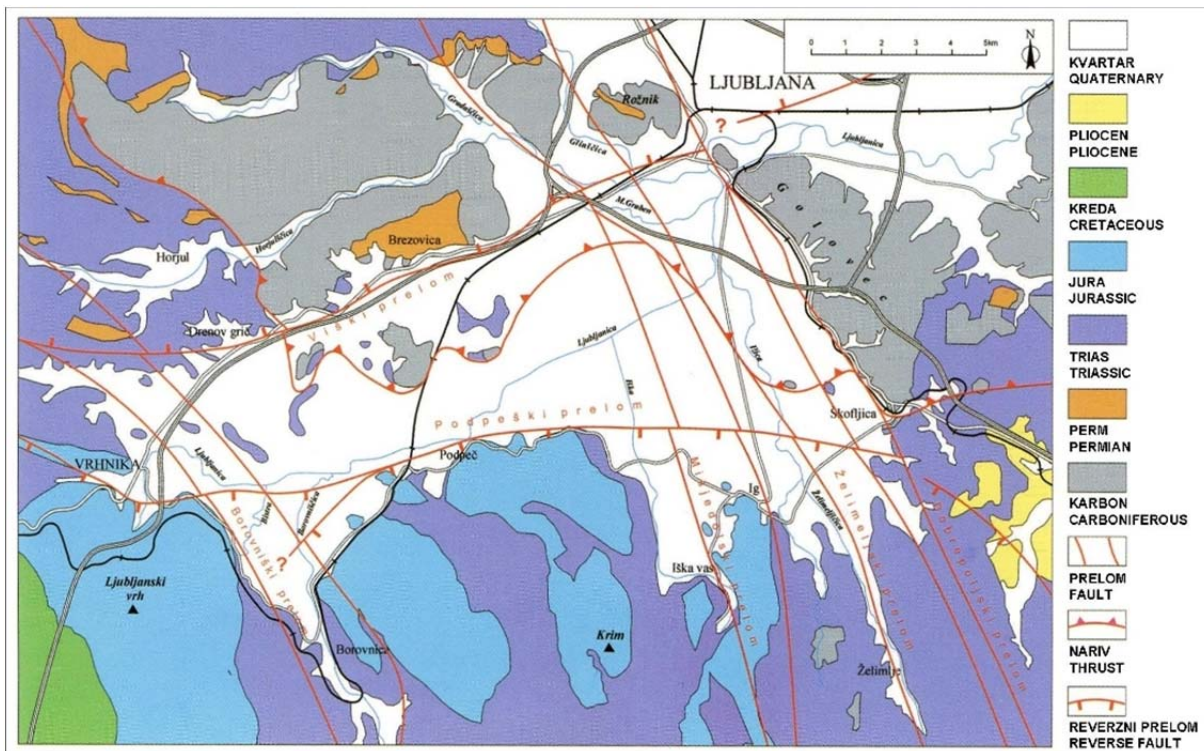 0 1 2 3 4 5km
N
LJUBLJANA
Rožnik
?
Gradaščica
Glinščica
Ljubljanica
M.Graben
Golovec
Brezovica
Horjulščica
Horjul
Drenov grič
Viški prelom
Ljubljanica
Iška
Išca
Škofljica
Podpeški prelom
VRHNIKA
Ljubljanica
Podpeč
Bistra
Borovniščica
Ig
Želimeljščica
Mišjedolski prelom
Želimeljski prelom
Dobrepoljski prelom
Borovniški prelom
?
Iška vas
Ljubljanski
vrh
Krim
Borovnica
Želimlje
KVARTAR
QUATERNARY
PLIOCEN
PLIOCENE
KREDA
CRETACEOUS
JURA
JURASSIC
TRIAS
TRIASSIC
PERM
PERMIAN
KARBON
CARBONIFEROUS
PRELOM
FAULT
NARIV
THRUST
REVERZNI PRELOM
REVERSE FAULT